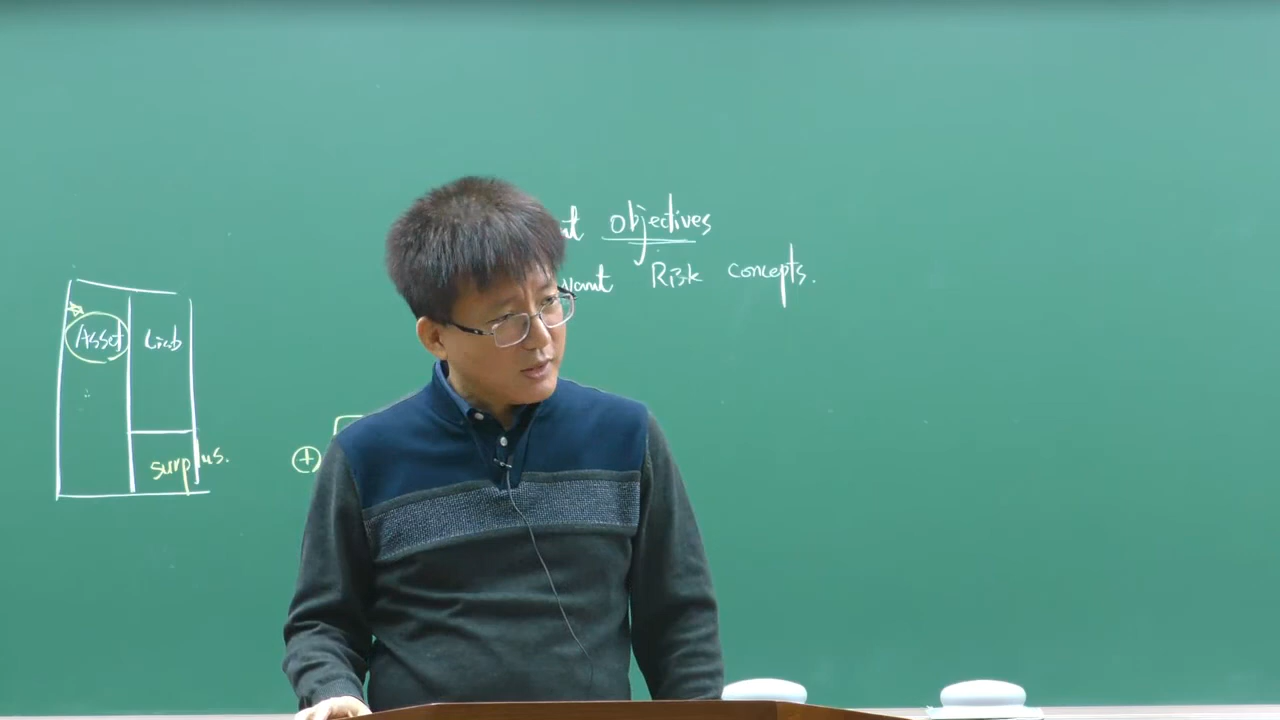 objectives
Risk concepts.
Asset Liab
surplus.
+